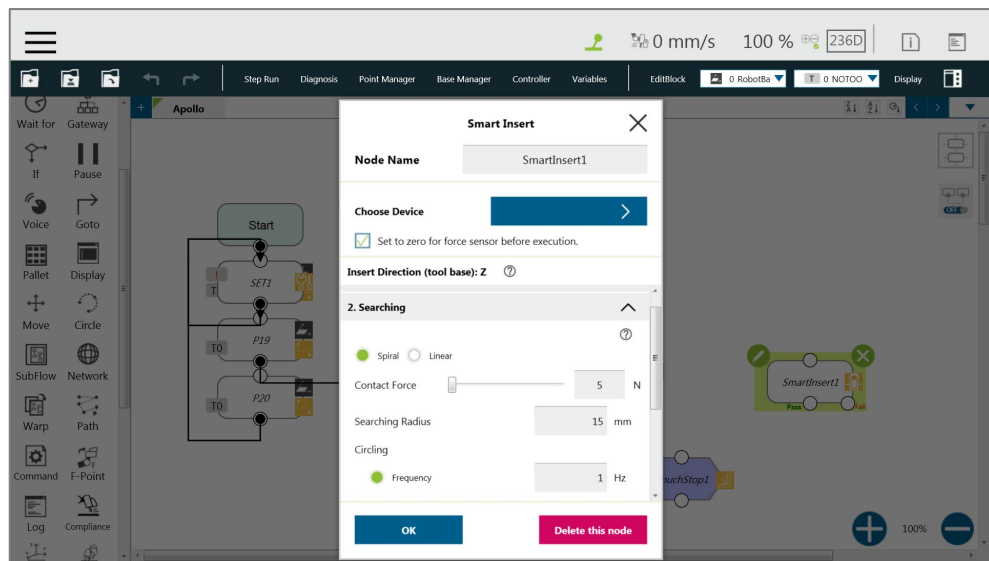 0 mm/s 100 % 236D
Step Run Diagnosis Point Manager Base Manager Controller Variables EditBlock 0 RobotBa T 0 NOTOO Display
Wait for Gateway
If Pause
Voice Goto
Pallet Display
Move Circle
SubFlow Network
Warp Path
Command F-Point
Log Compliance
Apollo
Start
! T SET1
T0 P19
T0 P20
Smart Insert
Node Name SmartInsert1
Choose Device
Set to zero for force sensor before execution.
Insert Direction (tool base): Z
2. Searching
Spiral Linear
Contact Force 5 N
Searching Radius 15 mm
Circling
Frequency 1 Hz
OK Delete this node
OFF
SmartInsert1
Pass Fail
ouchStop1
100%